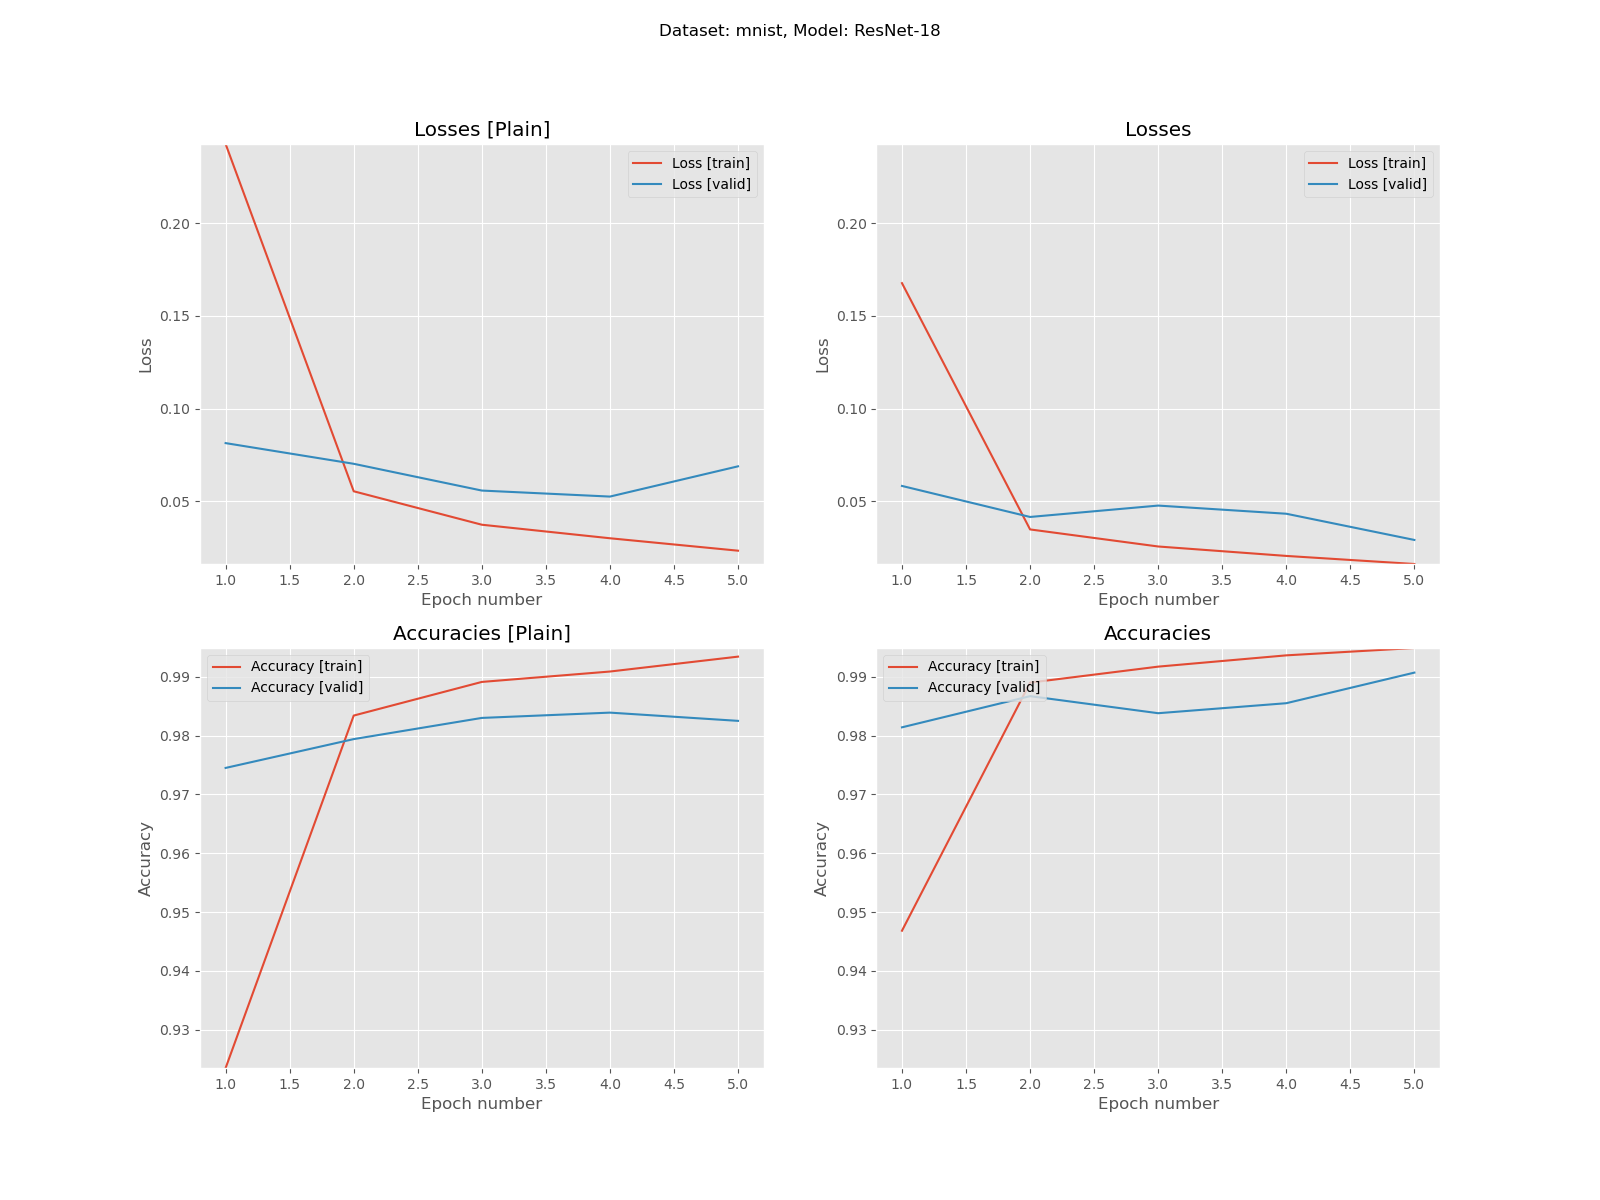 Dataset: mnist, Model: ResNet-18
Losses [Plain]
Loss [train]
Loss [valid]
0.20
0.15
0.10
0.05
Loss
1.0 1.5 2.0 2.5 3.0 3.5 4.0 4.5 5.0
Epoch number
Losses
Loss [train]
Loss [valid]
0.20
0.15
0.10
0.05
Loss
1.0 1.5 2.0 2.5 3.0 3.5 4.0 4.5 5.0
Epoch number
Accuracies [Plain]
Accuracy [train]
Accuracy [valid]
0.99
0.98
0.97
0.96
0.95
0.94
0.93
Accuracy
1.0 1.5 2.0 2.5 3.0 3.5 4.0 4.5 5.0
Epoch number
Accuracies
Accuracy [train]
Accuracy [valid]
0.99
0.98
0.97
0.96
0.95
0.94
0.93
Accuracy
1.0 1.5 2.0 2.5 3.0 3.5 4.0 4.5 5.0
Epoch number